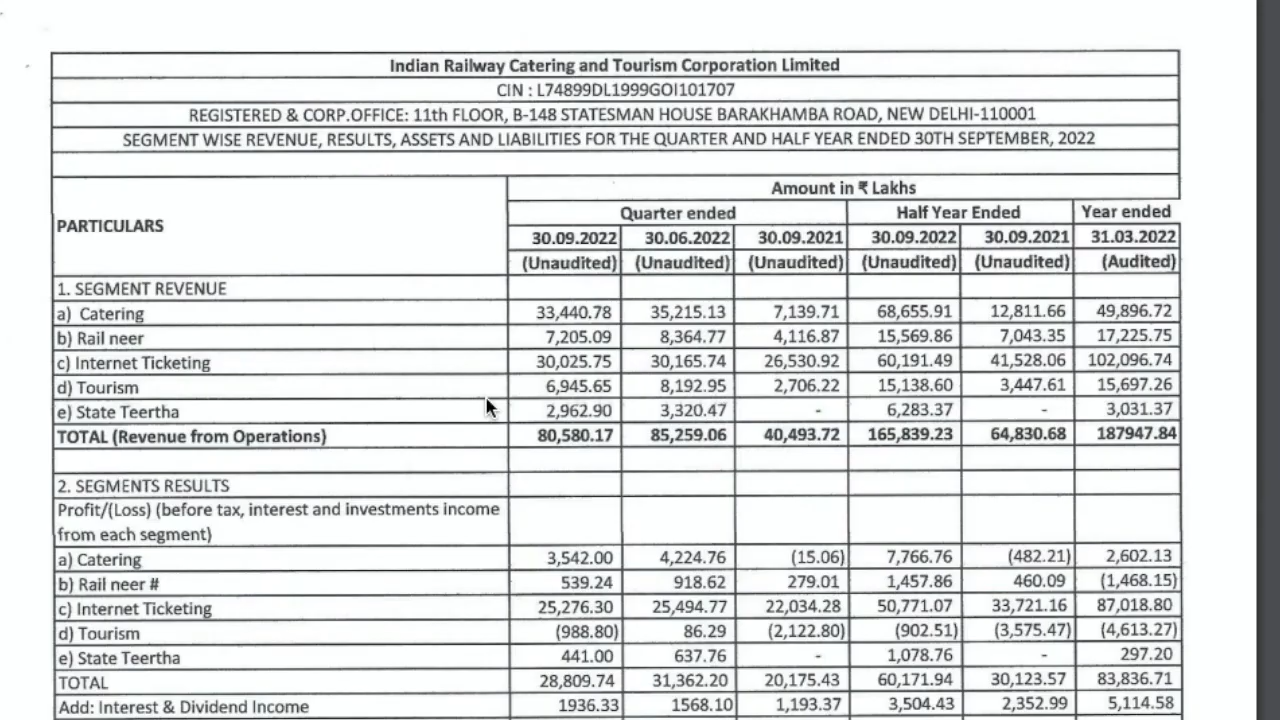 Indian Railway Catering and Tourism Corporation Limited
CIN : L74899DL1999GOI101707
REGISTERED & CORP.OFFICE: 11th FLOOR, B-148 STATESMAN HOUSE BARAKHAMBA ROAD, NEW DELHI-110001
SEGMENT WISE REVENUE, RESULTS, ASSETS AND LIABILITIES FOR THE QUARTER AND HALF YEAR ENDED 30TH SEPTEMBER, 2022
Amount in ₹ Lakhs
PARTICULARS Quarter ended Half Year Ended Year ended
30.09.2022 30.06.2022 30.09.2021 30.09.2022 30.09.2021 31.03.2022
(Unaudited) (Unaudited) (Unaudited) (Unaudited) (Unaudited) (Audited)
1. SEGMENT REVENUE
a) Catering 33,440.78 35,215.13 7,139.71 68,655.91 12,811.66 49,896.72
b) Rail neer 7,205.09 8,364.77 4,116.87 15,569.86 7,043.35 17,225.75
c) Internet Ticketing 30,025.75 30,165.74 26,530.92 60,191.49 41,528.06 102,096.74
d) Tourism 6,945.65 8,192.95 2,706.22 15,138.60 3,447.61 15,697.26
e) State Teertha 2,962.90 3,320.47 - 6,283.37 - 3,031.37
TOTAL (Revenue from Operations) 80,580.17 85,259.06 40,493.72 165,839.23 64,830.68 187947.84
2. SEGMENTS RESULTS
Profit/(Loss) (before tax, interest and investments income
from each segment)
a) Catering 3,542.00 4,224.76 (15.06) 7,766.76 (482.21) 2,602.13
b) Rail neer # 539.24 918.62 279.01 1,457.86 460.09 (1,468.15)
c) Internet Ticketing 25,276.30 25,494.77 22,034.28 50,771.07 33,721.16 87,018.80
d) Tourism (988.80) 86.29 (2,122.80) (902.51) (3,575.47) (4,613.27)
e) State Teertha 441.00 637.76 - 1,078.76 - 297.20
TOTAL 28,809.74 31,362.20 20,175.43 60,171.94 30,123.57 83,836.71
Add: Interest & Dividend Income 1936.33 1568.10 1,193.37 3,504.43 2,352.99 5,114.58